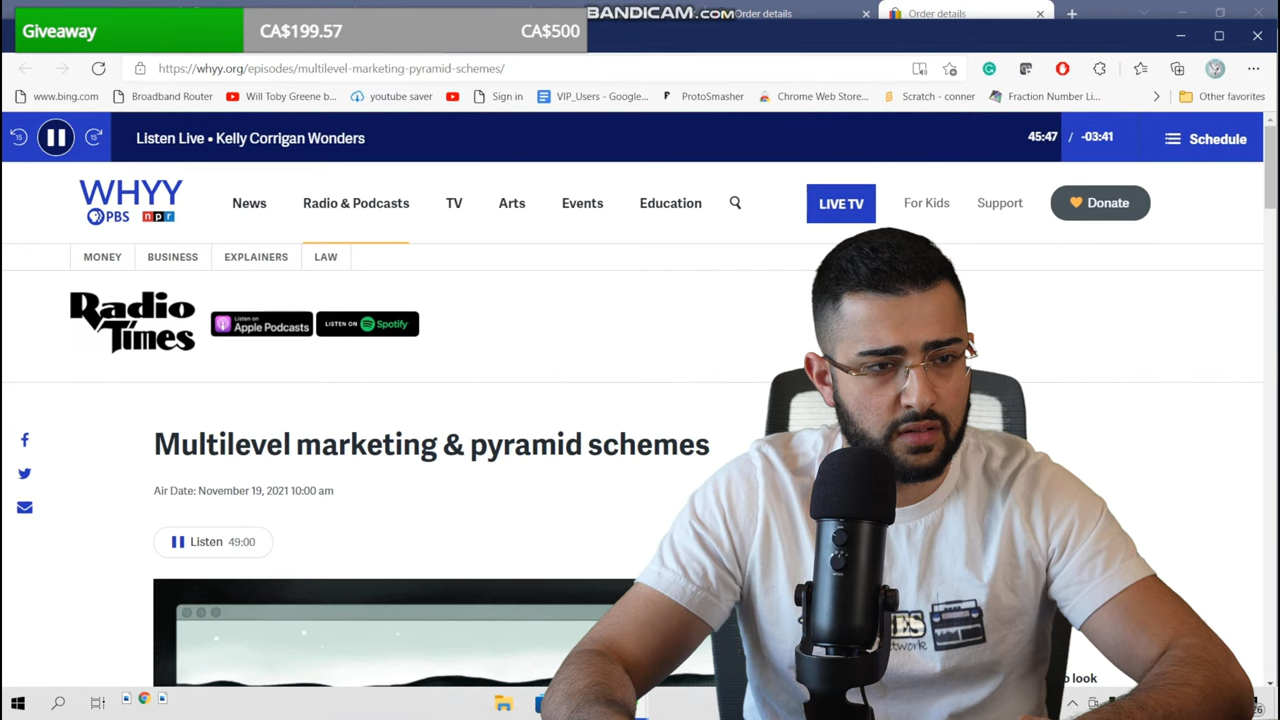 Giveaway
CA$199.57
CA$500
BANDICAM.COM
Order details
Order details
https://whyy.org/episodes/multilevel-marketing-pyramid-schemes/
www.bing.com
Broadband Router
Will Toby Greene b...
youtube saver
Sign in
VIP_Users - Google...
ProtoSmasher
Chrome Web Store...
Scratch - conner
Fraction Number Li...
Other favorites
15
15
Listen Live • Kelly Corrigan Wonders
45:47 / -03:41
Schedule
WHYY
PBS
npr
News
Radio & Podcasts
TV
Arts
Events
Education
LIVE TV
For Kids
Support
Donate
MONEY
BUSINESS
EXPLAINERS
LAW
Radio
Times
Listen on
Apple Podcasts
LISTEN ON Spotify
Multilevel marketing & pyramid schemes
Air Date: November 19, 2021 10:00 am
Listen 49:00
to look